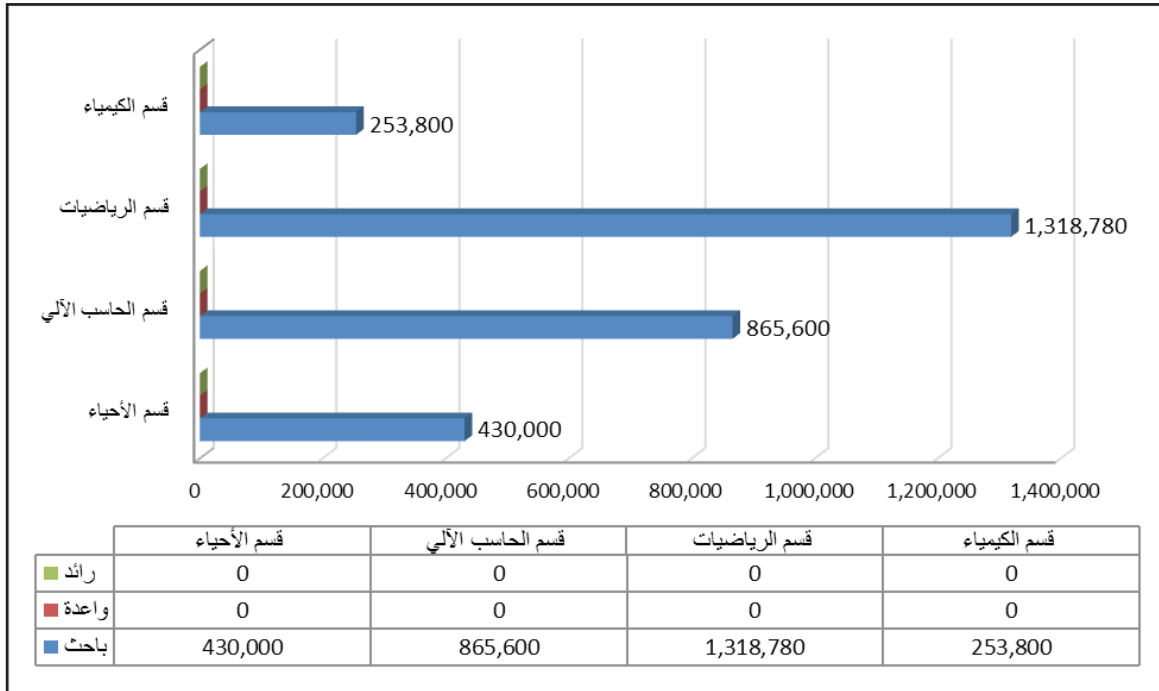 قسم الكيمياء
253,800
قسم الرياضيات
1,318,780
قسم الحاسب الآلي
865,600
قسم الأحياء
430,000
0 200,000 400,000 600,000 800,000 1,000,000 1,200,000 1,400,000
قسم الأحياء قسم الحاسب الآلي قسم الرياضيات قسم الكيمياء
رائد 0 0 0 0
واعدة 0 0 0 0
باحث 430,000 865,600 1,318,780 253,800